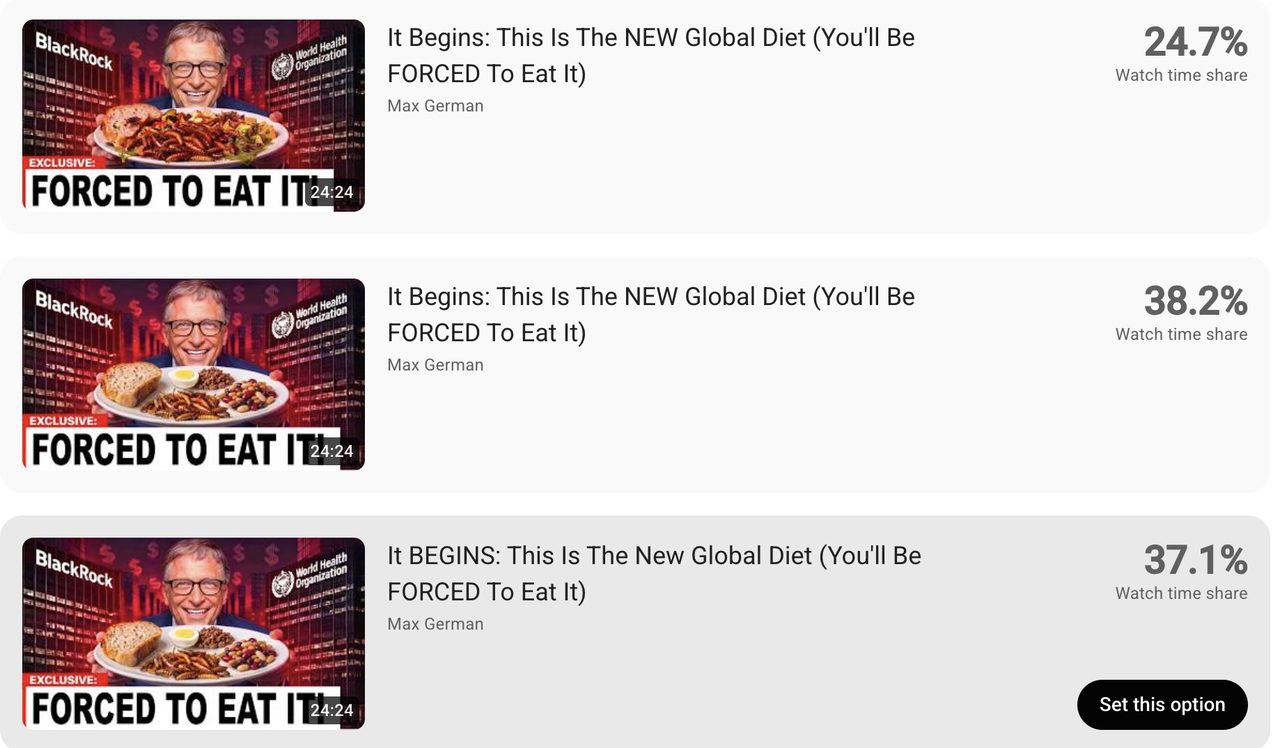 BlackRock
World Health
Organization
EXCLUSIVE:
FORCED TO EAT IT!
24:24
It Begins: This Is The NEW Global Diet (You'll Be
FORCED To Eat It)
Max German
24.7%
Watch time share
BlackRock
World Health
Organization
EXCLUSIVE:
FORCED TO EAT IT!
24:24
It Begins: This Is The NEW Global Diet (You'll Be
FORCED To Eat It)
Max German
38.2%
Watch time share
BlackRock
World Health
Organization
EXCLUSIVE:
FORCED TO EAT IT!
24:24
It BEGINS: This Is The New Global Diet (You'll Be
FORCED To Eat It)
Max German
37.1%
Watch time share
Set this option